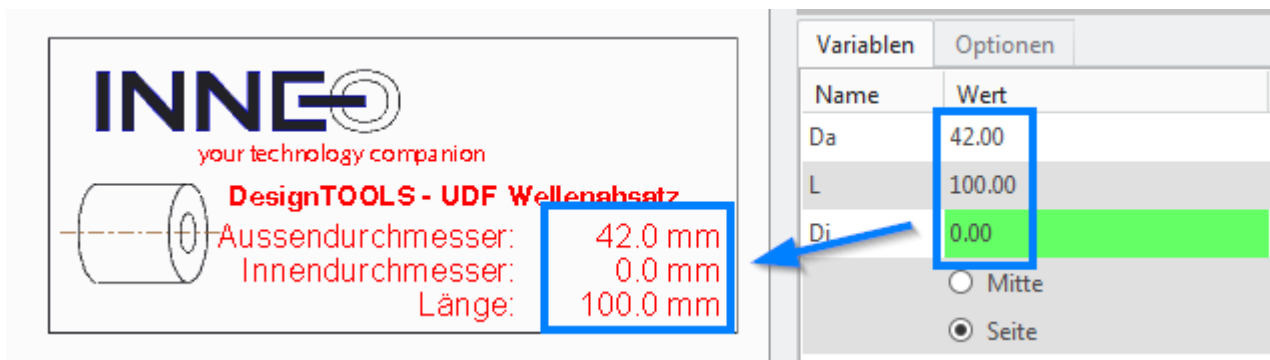 INNEO
your technology companion
DesignTOOLS - UDF Wellenabsatz
Aussendurchmesser: 42.0 mm
Innendurchmesser: 0.0 mm
Länge: 100.0 mm
Variablen Optionen
Name Wert
Da 42.00
L 100.00
Di 0.00
Mitte
Seite